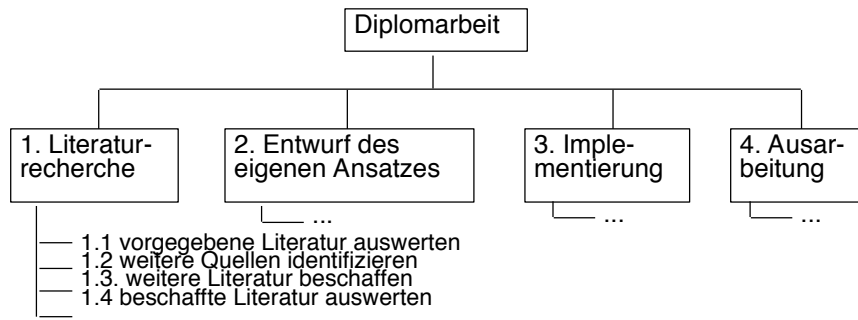 Diplomarbeit
1. Literatur-
recherche
2. Entwurf des
eigenen Ansatzes
3. Imple-
mentierung
4. Ausar-
beitung
...
...
...
1.1 vorgegebene Literatur auswerten
1.2 weitere Quellen identifizieren
1.3. weitere Literatur beschaffen
1.4 beschaffte Literatur auswerten